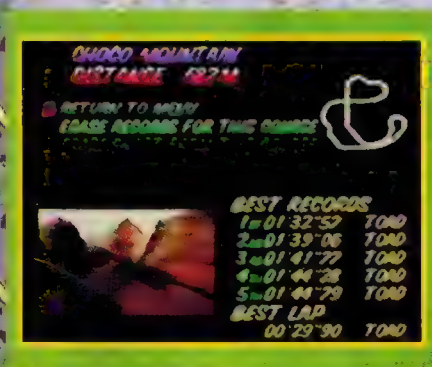 CHOCO MOUNTAIN
DISTANCE 687M
RETURN TO MENU
ERASE RECORDS FOR THIS COURSE
BEST RECORDS
1 01'32"57 TOAD
2 01'39"06 TOAD
3 01'41"77 TOAD
4 01'44"28 TOAD
5 01'44"79 TOAD
BEST LAP
00'29"90 TOAD